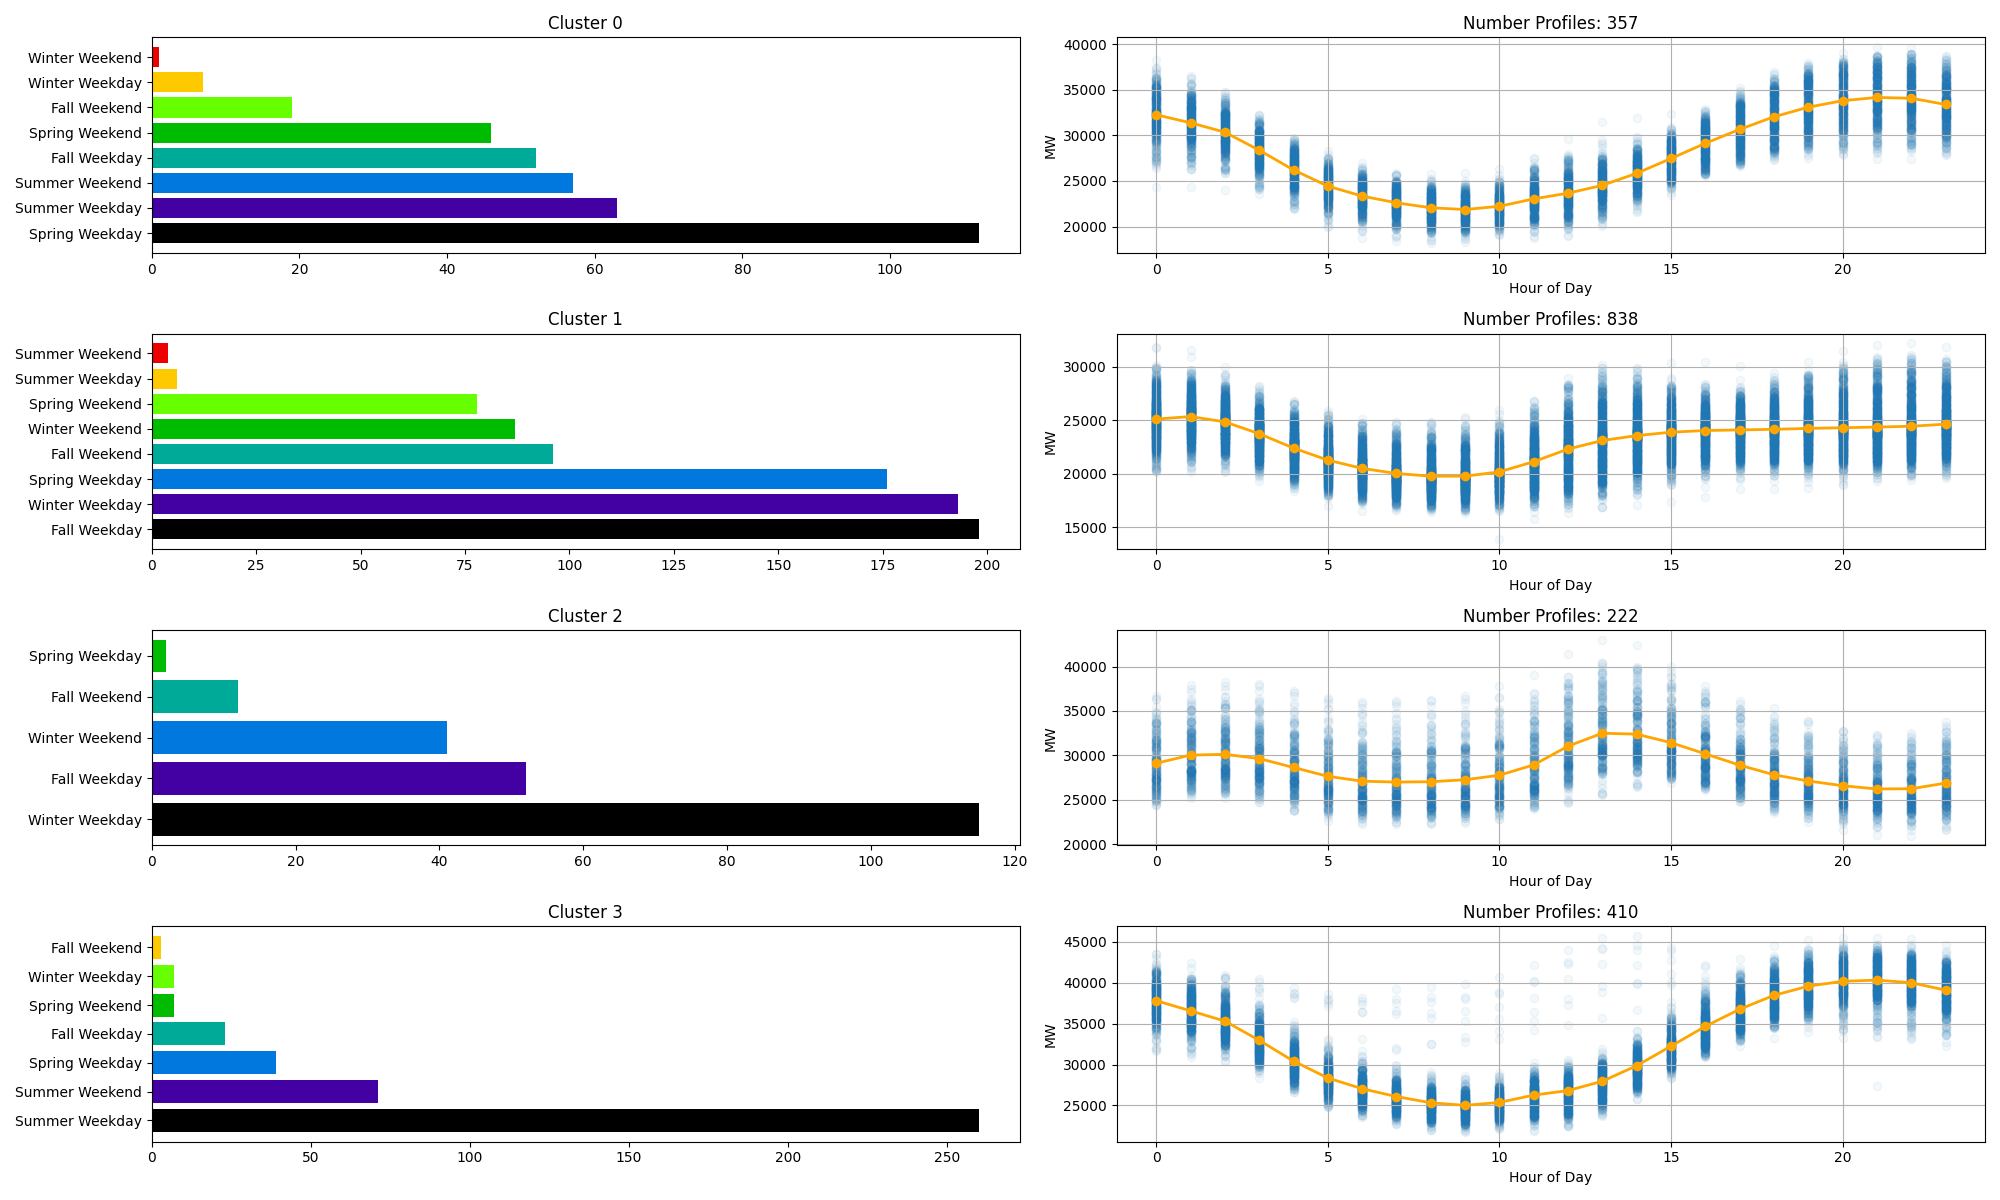 Cluster 0
Winter Weekend
Winter Weekday
Fall Weekend
Spring Weekend
Fall Weekday
Summer Weekend
Summer Weekday
Spring Weekday
0 20 40 60 80 100
Number Profiles: 357
MW
40000
35000
30000
25000
20000
0 5 10 15 20
Hour of Day
Cluster 1
Summer Weekend
Summer Weekday
Spring Weekend
Winter Weekend
Fall Weekend
Spring Weekday
Winter Weekday
Fall Weekday
0 25 50 75 100 125 150 175 200
Number Profiles: 838
MW
30000
25000
20000
15000
0 5 10 15 20
Hour of Day
Cluster 2
Spring Weekday
Fall Weekend
Winter Weekend
Fall Weekday
Winter Weekday
0 20 40 60 80 100 120
Number Profiles: 222
MW
40000
35000
30000
25000
20000
0 5 10 15 20
Hour of Day
Cluster 3
Fall Weekend
Winter Weekday
Spring Weekend
Fall Weekday
Spring Weekday
Summer Weekend
Summer Weekday
0 50 100 150 200 250
Number Profiles: 410
MW
45000
40000
35000
30000
25000
0 5 10 15 20
Hour of Day